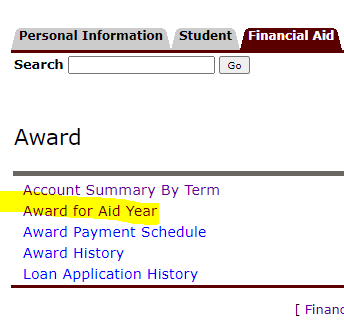 Personal Information Student Financial Aid
Search Go
Award
Account Summary By Term
Award for Aid Year
Award Payment Schedule
Award History
Loan Application History
[ Financ